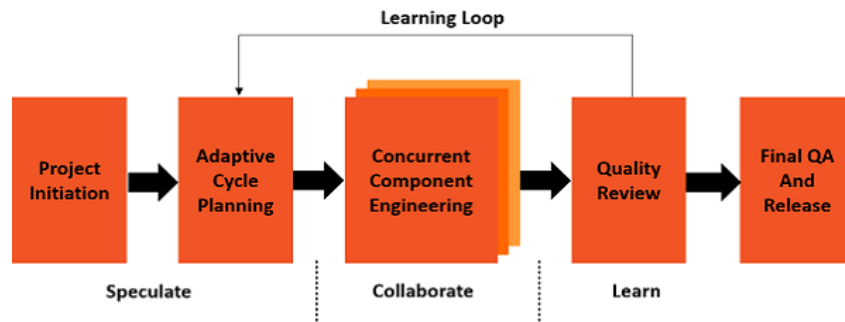 Learning Loop
Project
Initiation
Adaptive
Cycle
Planning
Concurrent
Component
Engineering
Quality
Review
Final QA
And
Release
Speculate
Collaborate
Learn